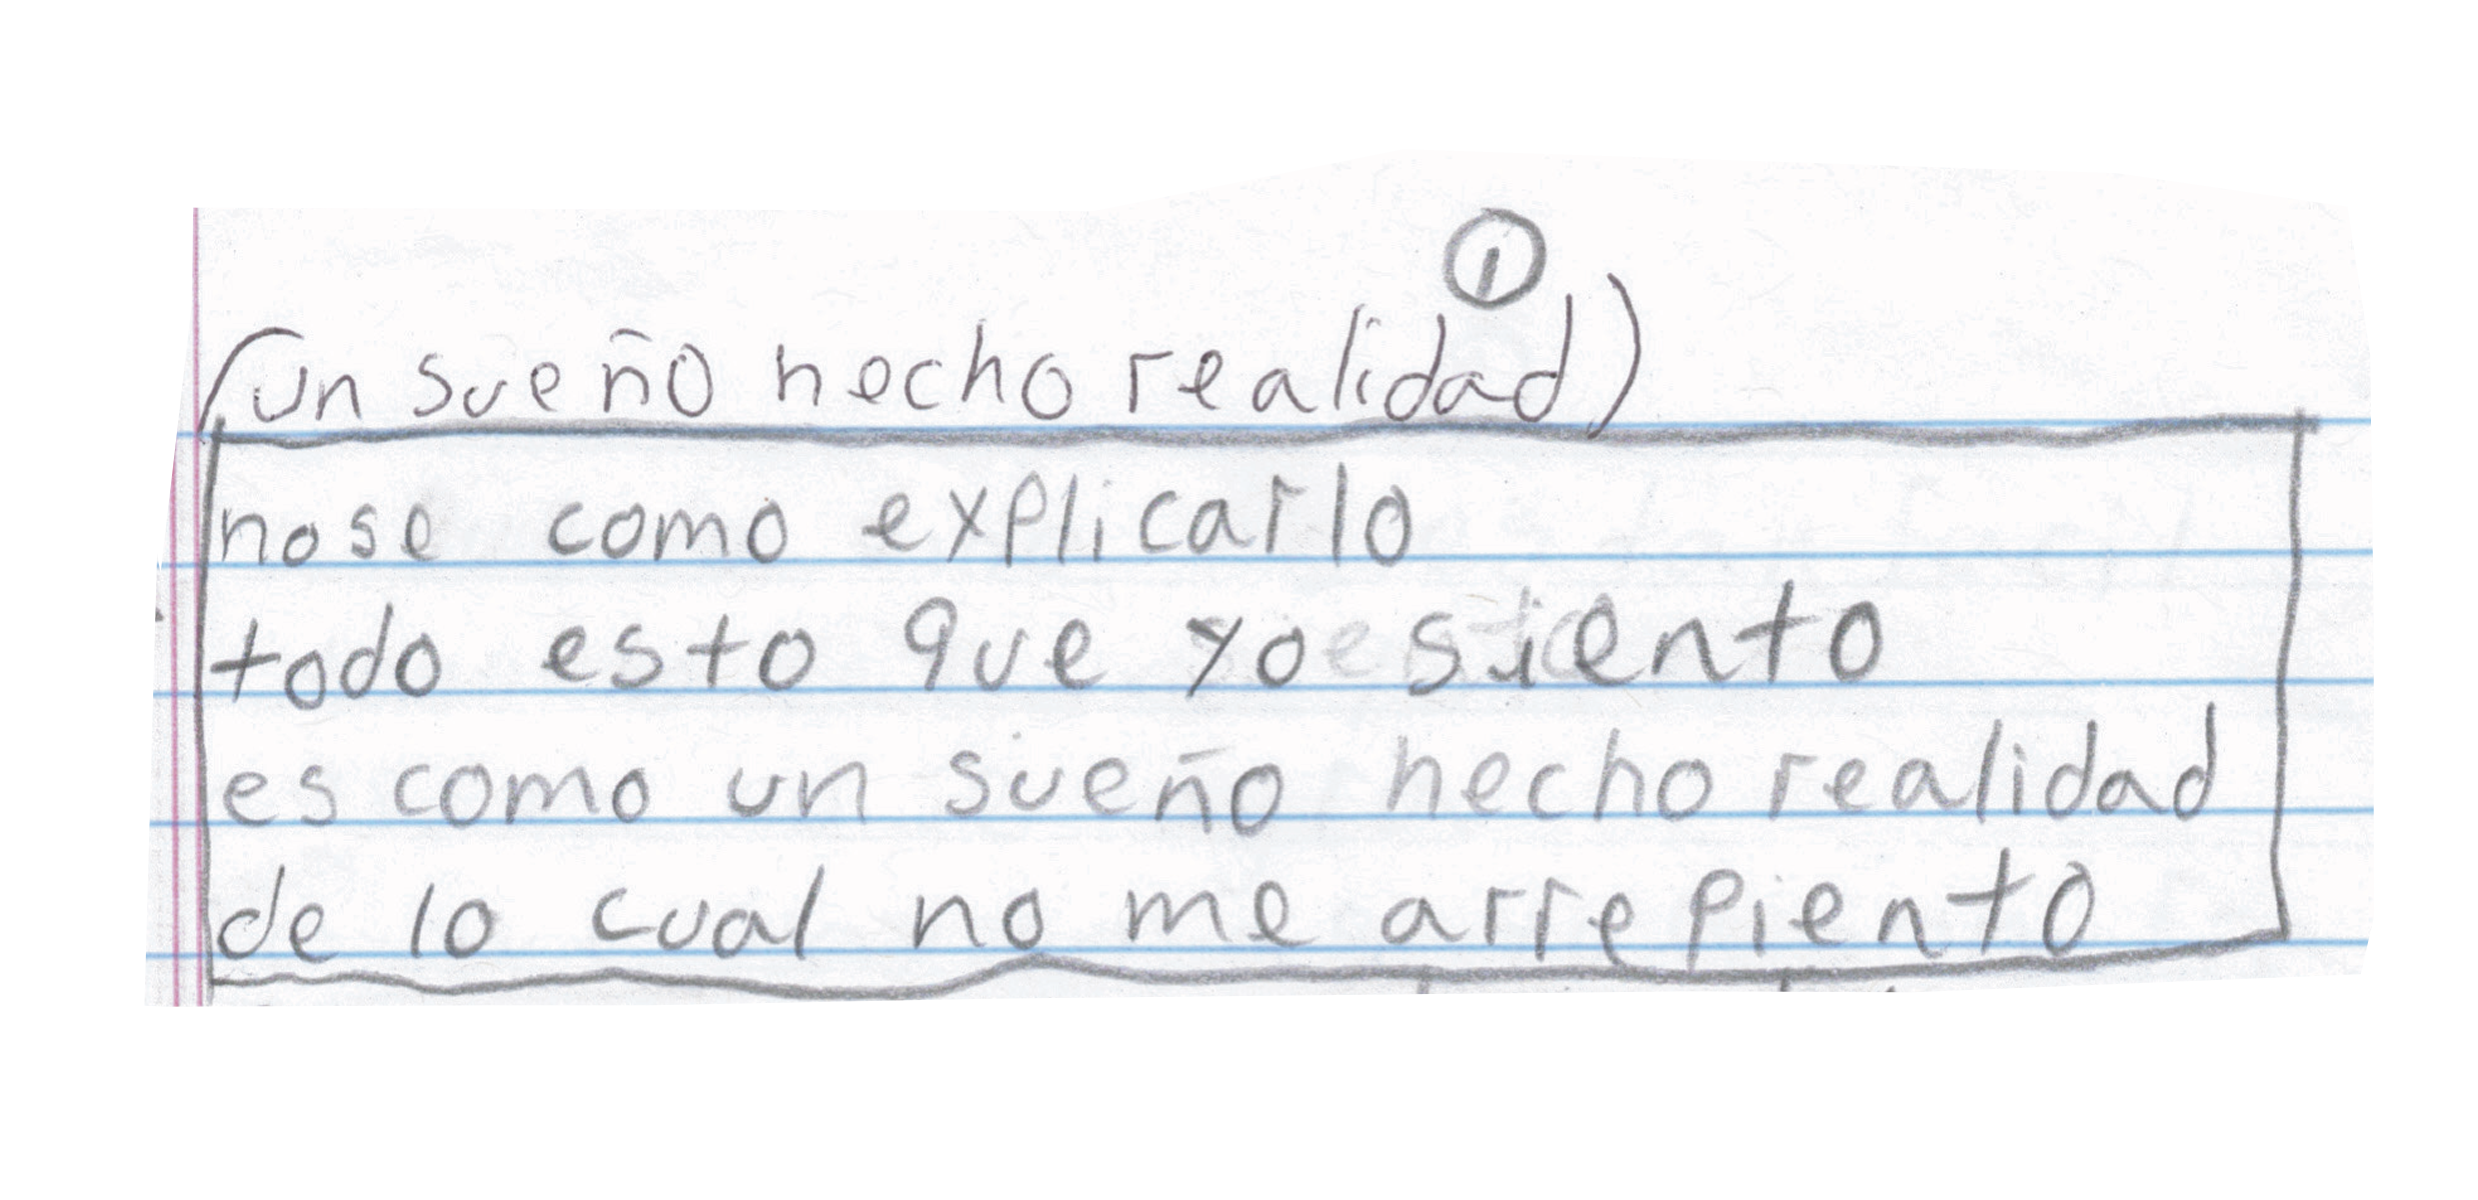 ①
(un sueño hecho realidad)
nose como explicarlo
todo esto que yo siento
es como un sueño hecho realidad
de lo cual no me arrepiento